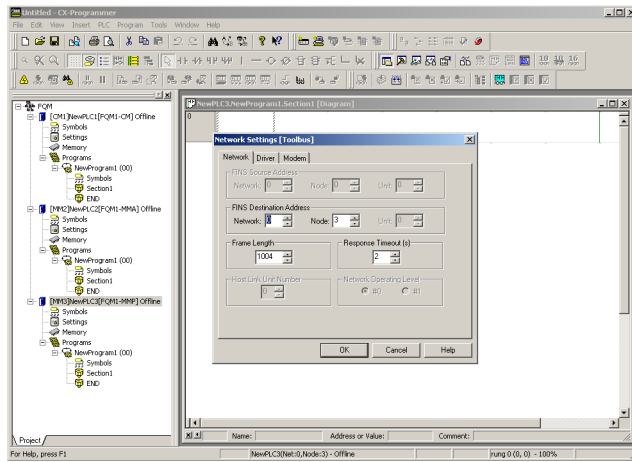 Untitled - CX-Programmer
File Edit View Insert PLC Program Tools Window Help
10 16
FQM
[CM1]NewPLC1[FQM1-CM] Offline
Symbols
Settings
Memory
Programs
NewProgram1 (00)
Symbols
Section1
END
[MM2]NewPLC2[FQM1-MMA] Offline
Symbols
Settings
Memory
Programs
NewProgram1 (00)
Symbols
Section1
END
[MM3]NewPLC3[FQM1-MMP] Offline
Symbols
Settings
Memory
Programs
NewProgram1 (00)
Symbols
Section1
END
Project
NewPLC3.NewProgram1.Section1 [Diagram]
0
Network Settings [Toolbus]
Network Driver Modem
FINS Source Address
Network: 0 Node: 0 Unit: 0
FINS Destination Address
Network: 0 Node: 3 Unit: 0
Frame Length Response Timeout (s)
1004 2
Host Link Unit Number Network Operating Level
0 #0 #1
OK Cancel Help
Name: Address or Value: Comment:
For Help, press F1 NewPLC3(Net:0,Node:3) - Offline rung 0 (0, 0) - 100%